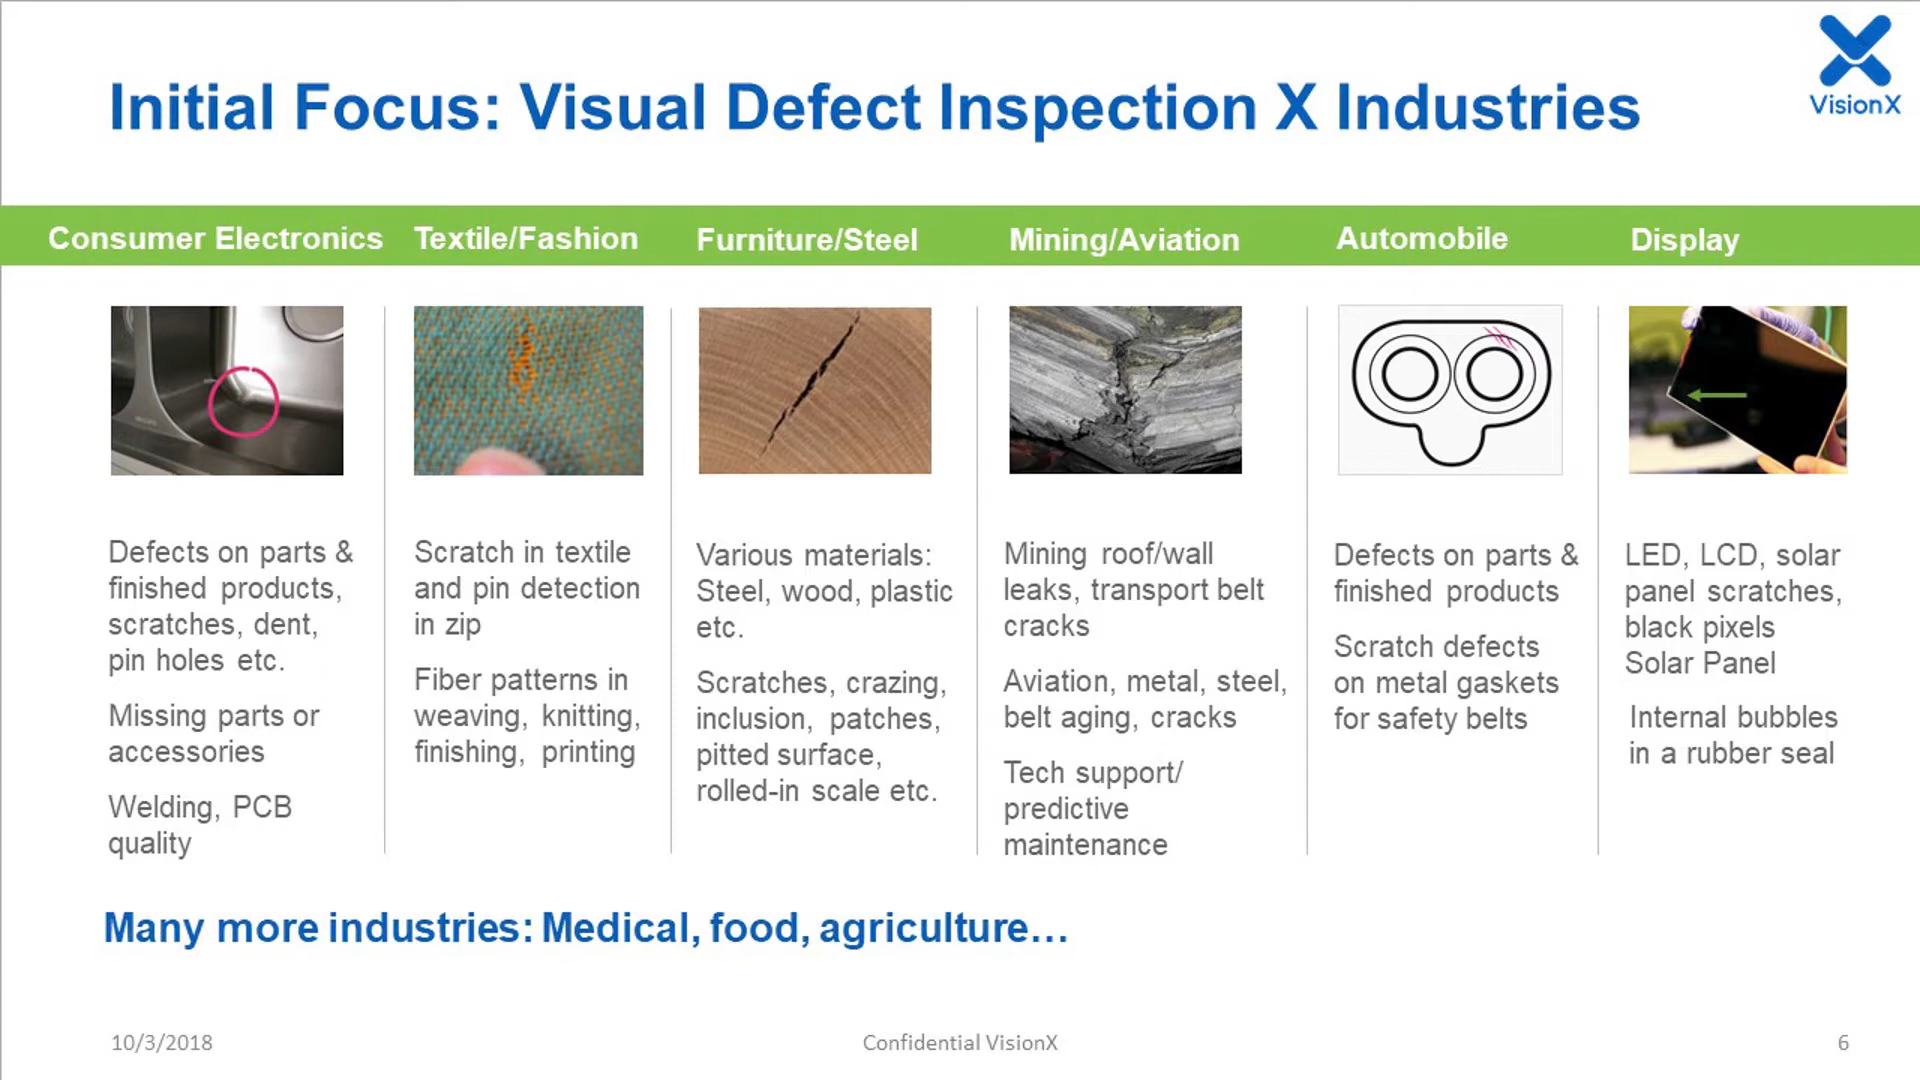 VisionX
Initial Focus: Visual Defect Inspection X Industries
Consumer Electronics
Textile/Fashion
Furniture/Steel
Mining/Aviation
Automobile
Display
Defects on parts &
finished products,
scratches, dent,
pin holes etc.
Missing parts or
accessories
Welding, PCB
quality
Scratch in textile
and pin detection
in zip
Fiber patterns in
weaving, knitting,
finishing, printing
Various materials:
Steel, wood, plastic
etc.
Scratches, crazing,
inclusion, patches,
pitted surface,
rolled-in scale etc.
Mining roof/wall
leaks, transport belt
cracks
Aviation, metal, steel,
belt aging, cracks
Tech support/
predictive
maintenance
Defects on parts &
finished products
Scratch defects
on metal gaskets
for safety belts
LED, LCD, solar
panel scratches,
black pixels
Solar Panel
Internal bubbles
in a rubber seal
Many more industries: Medical, food, agriculture…
10/3/2018
Confidential VisionX
6